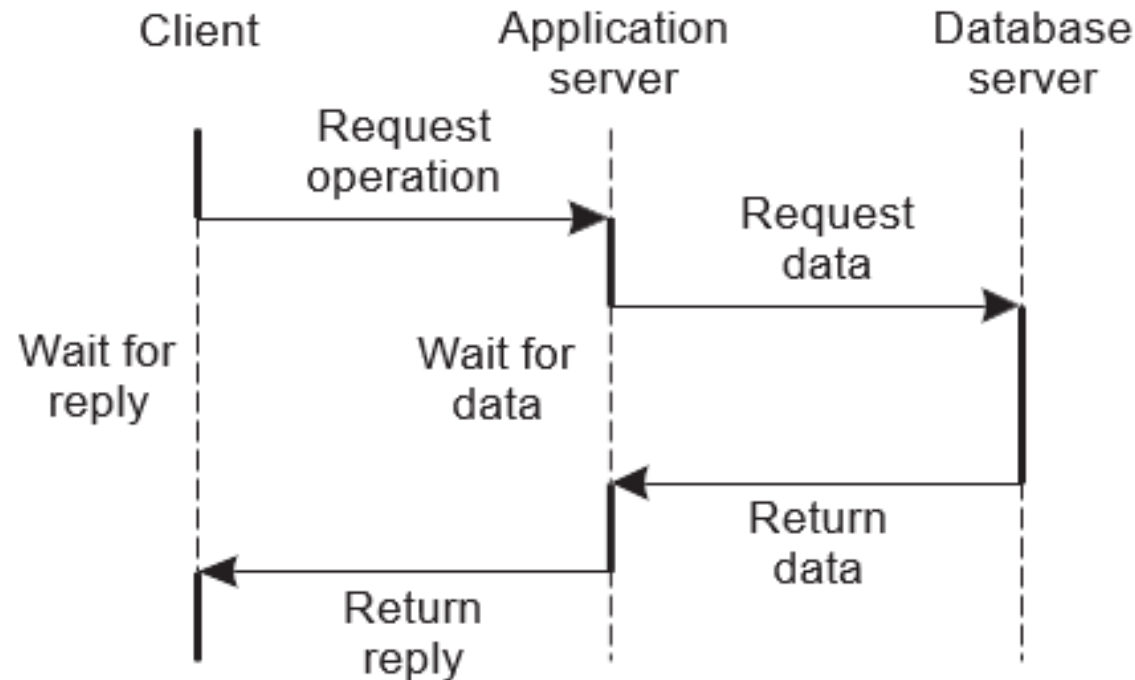 Client
Application
server
Database
server
Request
operation
Request
data
Wait for
reply
Wait for
data
Return
data
Return
reply